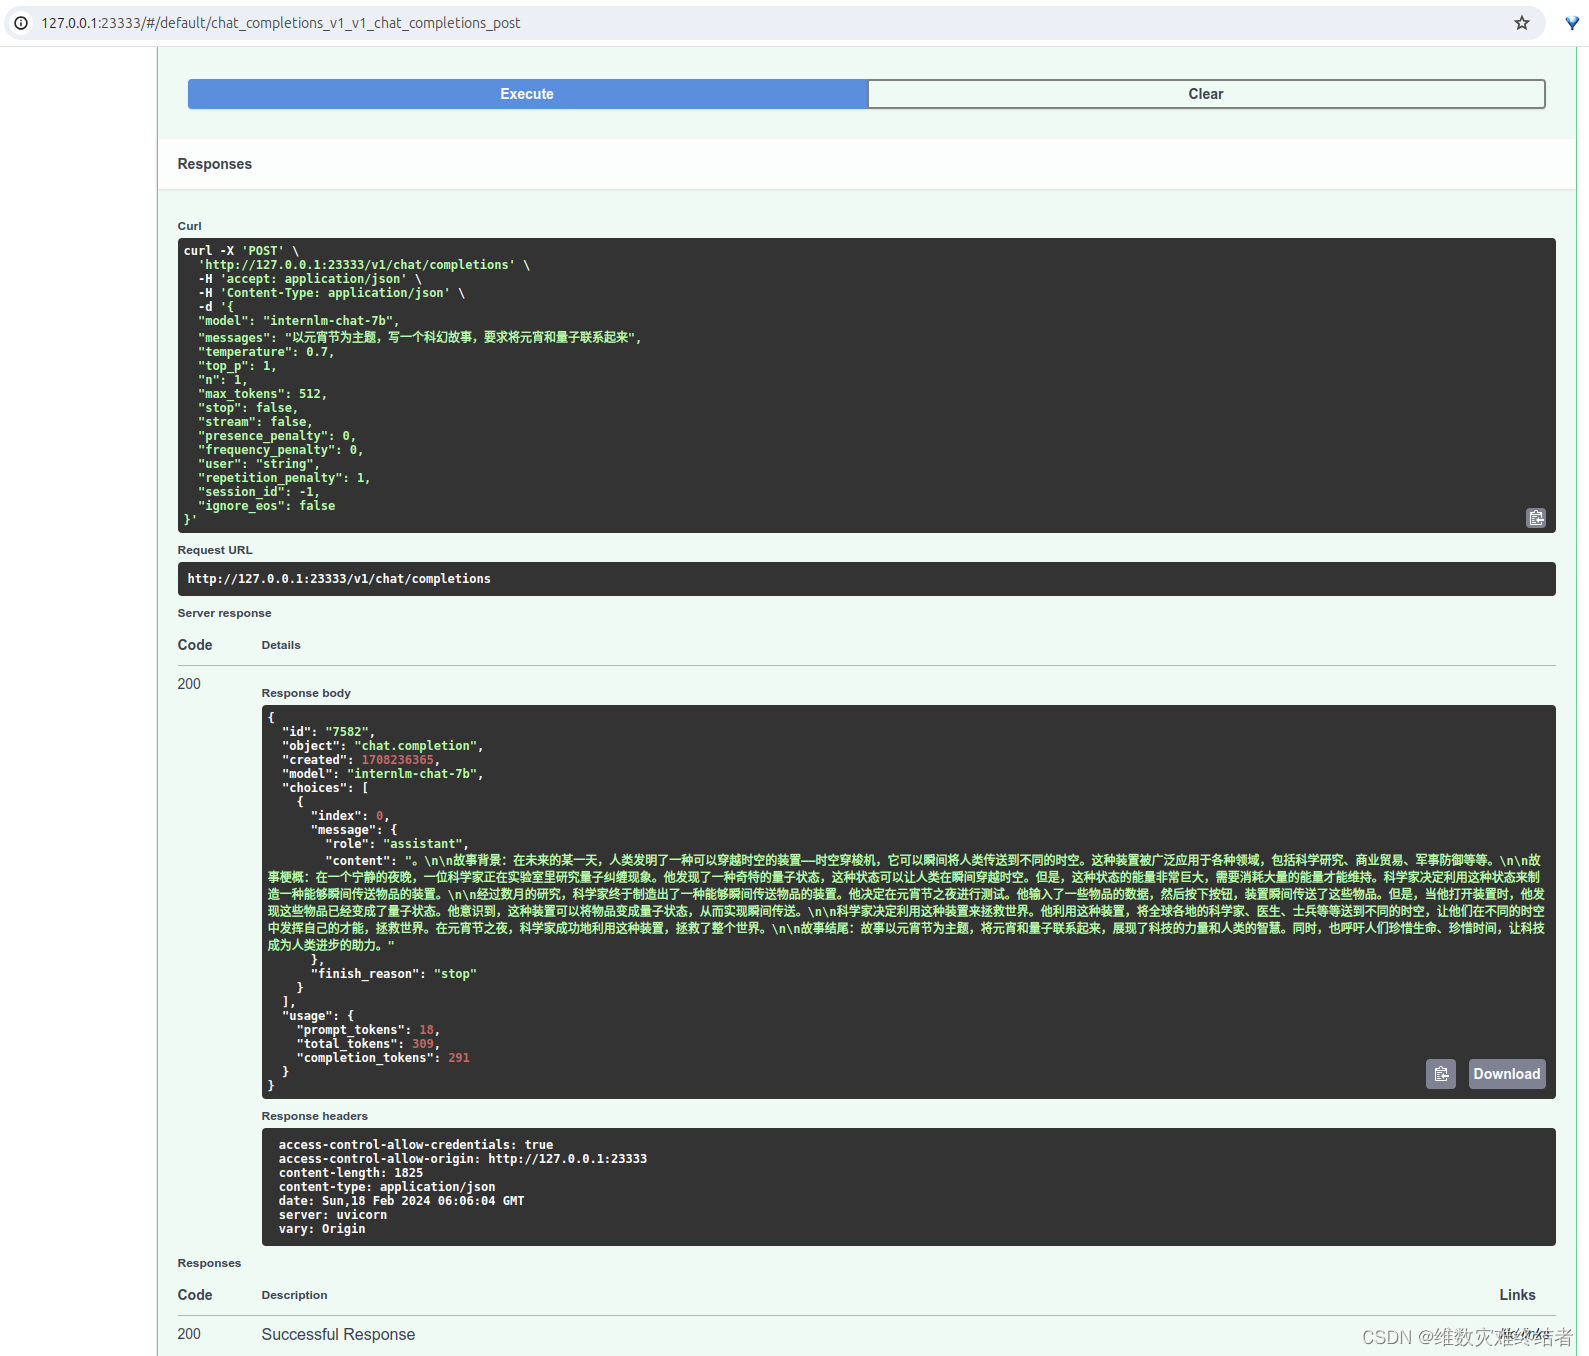 127.0.0.1:23333/#/default/chat_completions_v1_v1_chat_completions_post
Execute
Clear
Responses
Curl
curl -X 'POST' \
  'http://127.0.0.1:23333/v1/chat/completions' \
  -H 'accept: application/json' \
  -H 'Content-Type: application/json' \
  -d '{
  "model": "internlm-chat-7b",
  "messages": "以元宵节为主题，写一个科幻故事，要求将元宵和量子联系起来",
  "temperature": 0.7,
  "top_p": 1,
  "n": 1,
  "max_tokens": 512,
  "stop": false,
  "stream": false,
  "presence_penalty": 0,
  "frequency_penalty": 0,
  "user": "string",
  "repetition_penalty": 1,
  "session_id": -1,
  "ignore_eos": false
}'
Request URL
http://127.0.0.1:23333/v1/chat/completions
Server response
Code Details
200
Response body
{
  "id": "7582",
  "object": "chat.completion",
  "created": 1708236365,
  "model": "internlm-chat-7b",
  "choices": [
    {
      "index": 0,
      "message": {
        "role": "assistant",
        "content": "。\n\n故事背景：在未来的某一天，人类发明了一种可以穿越时空的装置——时空穿梭机，它可以瞬间将人类传送到不同的时空。这种装置被广泛应用于各种领域，包括科学研究、商业贸易、军事防御等等。\n\n故
事梗概：在一个宁静的夜晚，一位科学家正在实验室里研究量子纠缠现象。他发现了一种奇特的量子状态，这种状态可以让人类在瞬间穿越时空。但是，这种状态的能量非常巨大，需要消耗大量的能量才能维持。科学家决定利用这种状态来制
造一种能够瞬间传送物品的装置。\n\n经过数月的研究，科学家终于制造出了一种能够瞬间传送物品的装置。他决定在元宵节之夜进行测试。他输入了一些物品的数据，然后按下按钮，装置瞬间传送了这些物品。但是，当他打开装置时，他发
现这些物品已经变成了量子状态。他意识到，这种装置可以将物品变成量子状态，从而实现瞬间传送。\n\n科学家决定利用这种装置来拯救世界。他利用这种装置，将全球各地的科学家、医生、士兵等等送到不同的时空，让他们在不同的时空
中发挥自己的才能，拯救世界。在元宵节之夜，科学家成功地利用这种装置，拯救了整个世界。\n\n故事结尾：故事以元宵节为主题，将元宵和量子联系起来，展现了科技的力量和人类的智慧。同时，也呼吁人们珍惜生命、珍惜时间，让科技
成为人类进步的助力。"
      },
      "finish_reason": "stop"
    }
  ],
  "usage": {
    "prompt_tokens": 18,
    "total_tokens": 309,
    "completion_tokens": 291
  }
}
Download
Response headers
access-control-allow-credentials: true
access-control-allow-origin: http://127.0.0.1:23333
content-length: 1825
content-type: application/json
date: Sun,18 Feb 2024 06:06:04 GMT
server: uvicorn
vary: Origin
Responses
Code Description Links
200 Successful Response
CSDN @维数灾难终结者